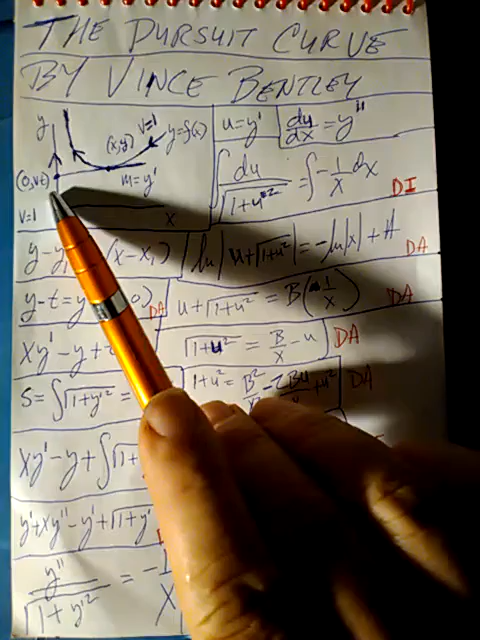 THE PURSUIT CURVE
BY VINCE BENTLEY
y
(x,y) v=1
y=f(x)
(0,vt)
m=y'
v=1
x
u=y' du/dx = y"
∫ du/√1+u² = ∫-1/x dx DI
y-y (x-x₁)
ln|u+√1+u²| = -ln|x|+A DA
y-t=y 0) DA
u+√1+u² = B(1/x) DA
xy'-y+
√1+u² = B/x - u DA
S=∫√1+y'² =
1+u² = B² - 2Bu + u² DA
xy'-y+∫√1+
y'+xy"-y'+√1+y'
y"/√1+y'² = -1/x